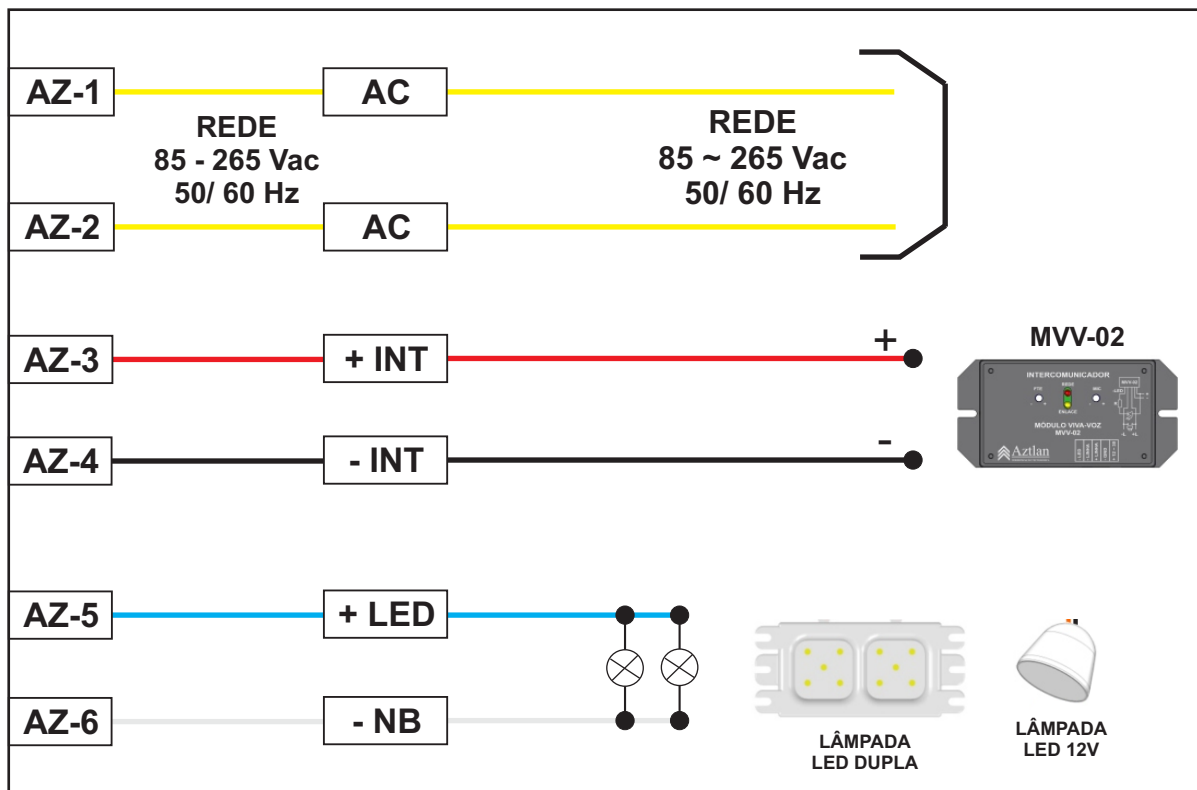 AZ-1
AC
REDE
85 - 265 Vac
50/ 60 Hz
REDE
85 ~ 265 Vac
50/ 60 Hz
AZ-2
AC
AZ-3
+ INT
+
AZ-4
- INT
-
MVV-02
INTERCOMUNICADOR
MÓDULO VIVA-VOZ
MVV-02
Aztlan
AZ-5
+ LED
AZ-6
- NB
LÂMPADA
LED DUPLA
LÂMPADA
LED 12V